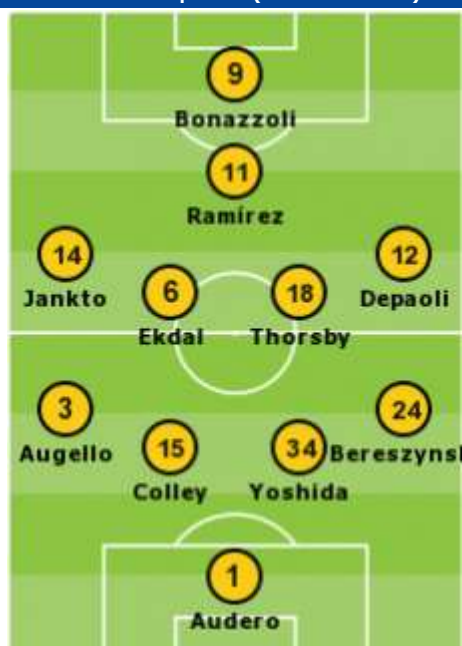 9
Bonazzoli
11
Ramírez
14
12
Jankto
Depaoli
6
18
Ekdal
Thorsby
3
24
Augello
15
34
Bereszynsl
Colley
Yoshida
1
Audero